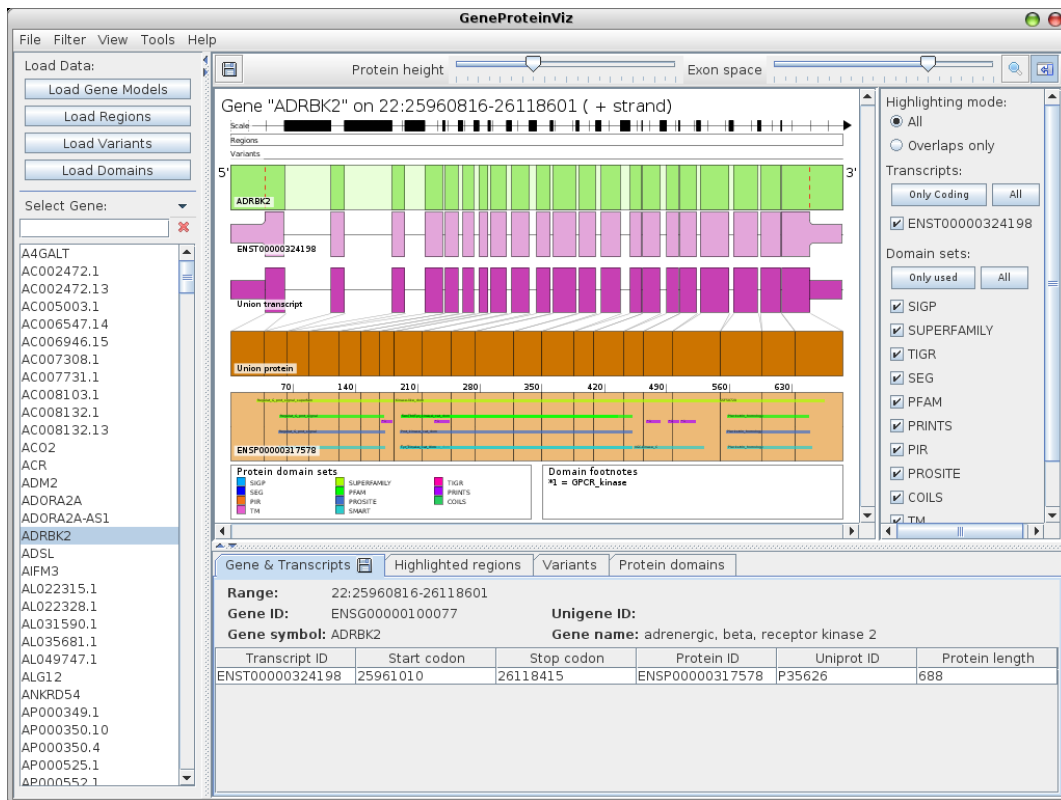 GeneProteinViz
File Filter View Tools Help
Load Data:
Load Gene Models
Load Regions
Load Variants
Load Domains
Select Gene:
A4GALT
AC002472.1
AC002472.13
AC005003.1
AC006547.14
AC006946.15
AC007308.1
AC007731.1
AC008103.1
AC008132.1
AC008132.13
ACO2
ACR
ADM2
ADORA2A
ADORA2A-AS1
ADRBK2
ADSL
AIFM3
AL022315.1
AL022328.1
AL031590.1
AL035681.1
AL049747.1
ALG12
ANKRD54
AP000349.1
AP000350.10
AP000350.4
AP000525.1
AP000552.1
Protein height
Exon space
Gene "ADRBK2" on 22:25960816-26118601 ( + strand)
Scale
Regions
Variants
5'
3'
ADRBK2
ENST00000324198
Union transcript
Union protein
70 140 210 280 350 420 490 560 630
ENSP00000317578
Protein domain sets
SIGP SUPERFAMILY TIGR
SEG PFAM PRINTS
PIR PROSITE COILS
TM SMART
Domain footnotes
*1 = GPCR_kinase
Highlighting mode:
All
Overlaps only
Transcripts:
Only Coding All
ENST00000324198
Domain sets:
Only used All
SIGP
SUPERFAMILY
TIGR
SEG
PFAM
PRINTS
PIR
PROSITE
COILS
TM
Gene & Transcripts Highlighted regions Variants Protein domains
Range: 22:25960816-26118601
Gene ID: ENSG00000100077 Unigene ID:
Gene symbol: ADRBK2 Gene name: adrenergic, beta, receptor kinase 2
Transcript ID Start codon Stop codon Protein ID Uniprot ID Protein length
ENST00000324198 25961010 26118415 ENSP00000317578 P35626 688